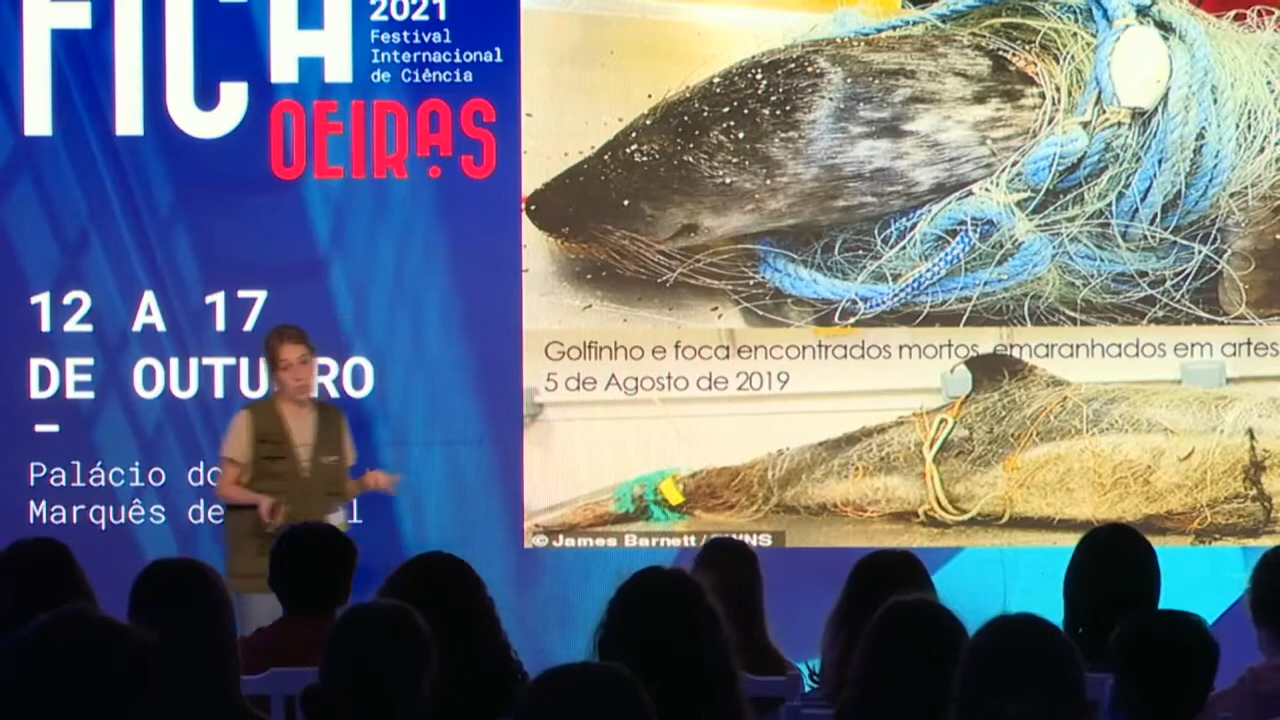 FICA
2021
Festival
Internacional
de Ciência
OEIRAS
12 A 17
DE OUTU RO
Palácio do
Marquês de l
Golfinho e foca encontrados mortos, emaranhados em artes
5 de Agosto de 2019
© James Barnett / NS